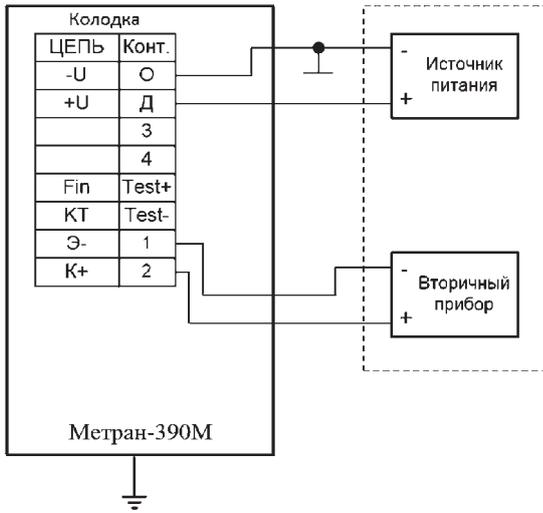 Колодка
ЦЕПЬ Конт.
-U О
+U Д
3
4
Fin Test+
КТ Test-
Э- 1
К+ 2
- Источник
питания
+
- Вторичный
прибор
+
Метран-390М